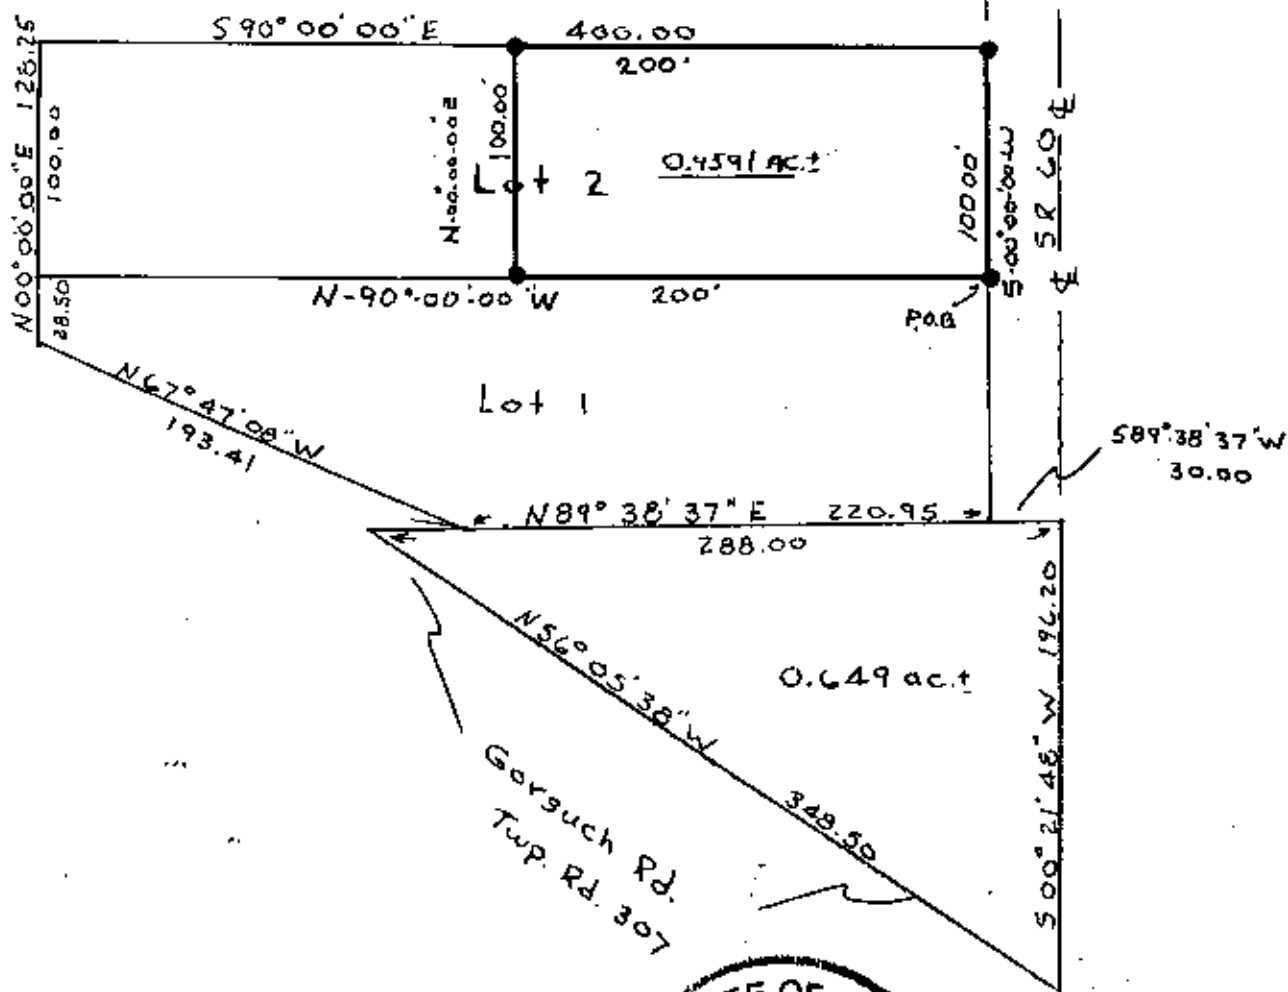 S 90° 00' 00" E 400.00
200'
N 00° 00' 00" E 128.25
100.00
28.50
N-00°-00'-00"E
100.00'
Lot 2
0.4591 AC.±
100.00'
S-00°-00'-00-W
℄ SR 60 ℄
N-90°-00'-00"W 200'
P.O.B
Lot 1
N 67° 47' 08" W
193.41
S89° 38' 37" W
30.00
N 89° 38' 37" E 220.95
288.00
N 56° 05' 38" W 348.50
0.649 ac.±
S 00° 21' 48" W 196.20
Gorsuch Rd.
Twp. Rd. 307
OF